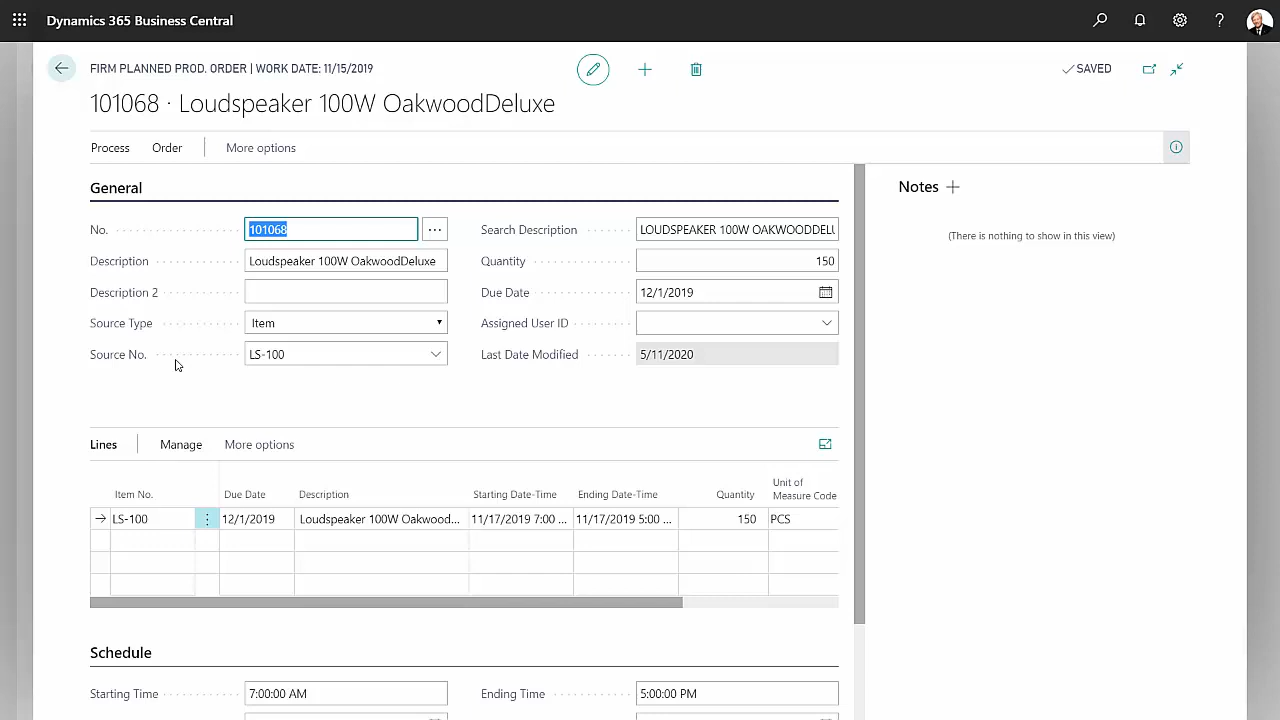 Dynamics 365 Business Central
?
FIRM PLANNED PROD. ORDER | WORK DATE: 11/15/2019
SAVED
101068 · Loudspeaker 100W OakwoodDeluxe
Process Order More options
General
Notes
(There is nothing to show in this view)
No. 101068 ...
Description Loudspeaker 100W OakwoodDeluxe
Description 2
Source Type Item
Source No. LS-100
Search Description LOUDSPEAKER 100W OAKWOODDEL
Quantity 150
Due Date 12/1/2019
Assigned User ID
Last Date Modified 5/11/2020
Lines Manage More options
Item No. Due Date Description Starting Date-Time Ending Date-Time Quantity Unit of Measure Code
LS-100 12/1/2019 Loudspeaker 100W Oakwood... 11/17/2019 7:00 ... 11/17/2019 5:00 ... 150 PCS
Schedule
Starting Time 7:00:00 AM
Ending Time 5:00:00 PM